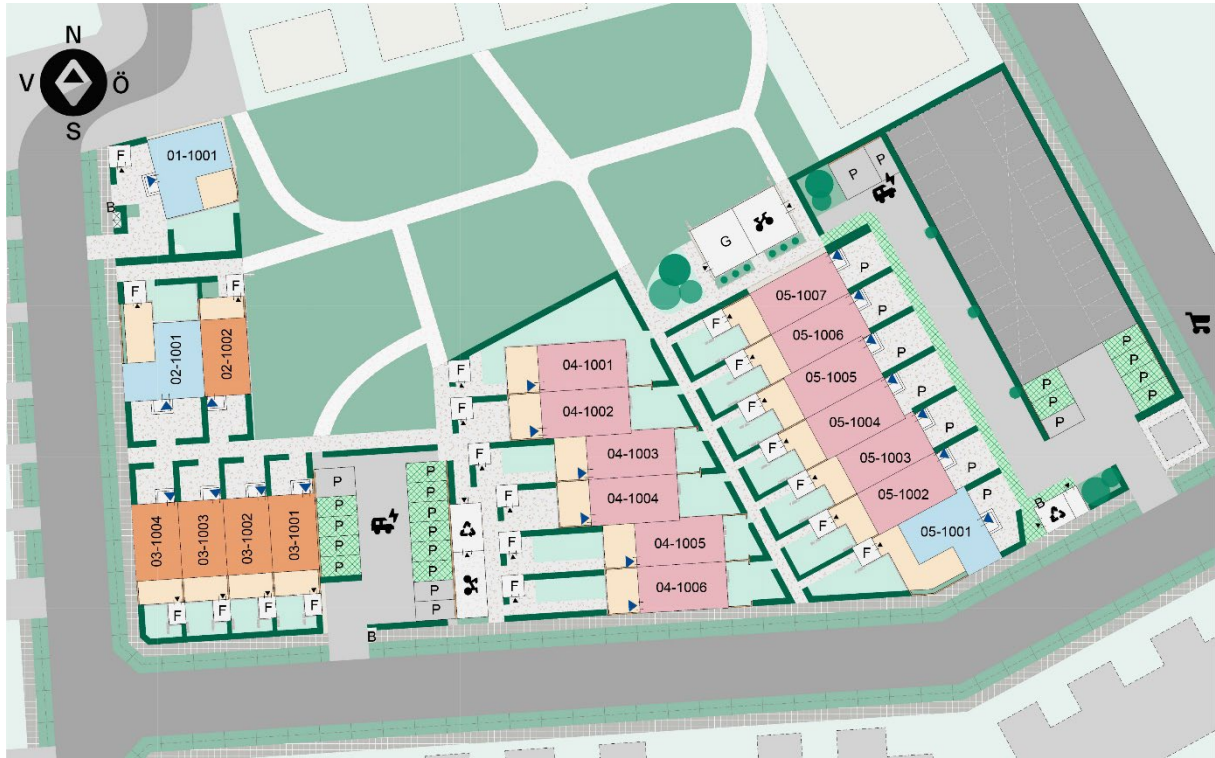 N
V
Ö
S
F
01-1001
B
P
P
G
F
F
02-1001
02-1002
F
05-1007
P
05-1006
P
F
05-1005
P
F
05-1004
P
F
05-1003
P
F
05-1002
P
F
05-1001
P
F
F
04-1001
F
04-1002
F
04-1003
F
04-1004
F
04-1005
F
04-1006
P
P
P
P
P
P
P
B
03-1004
03-1003
03-1002
03-1001
F
F
F
F
P
P
P
P
P
P
P
P
P
P
P
P
P
B